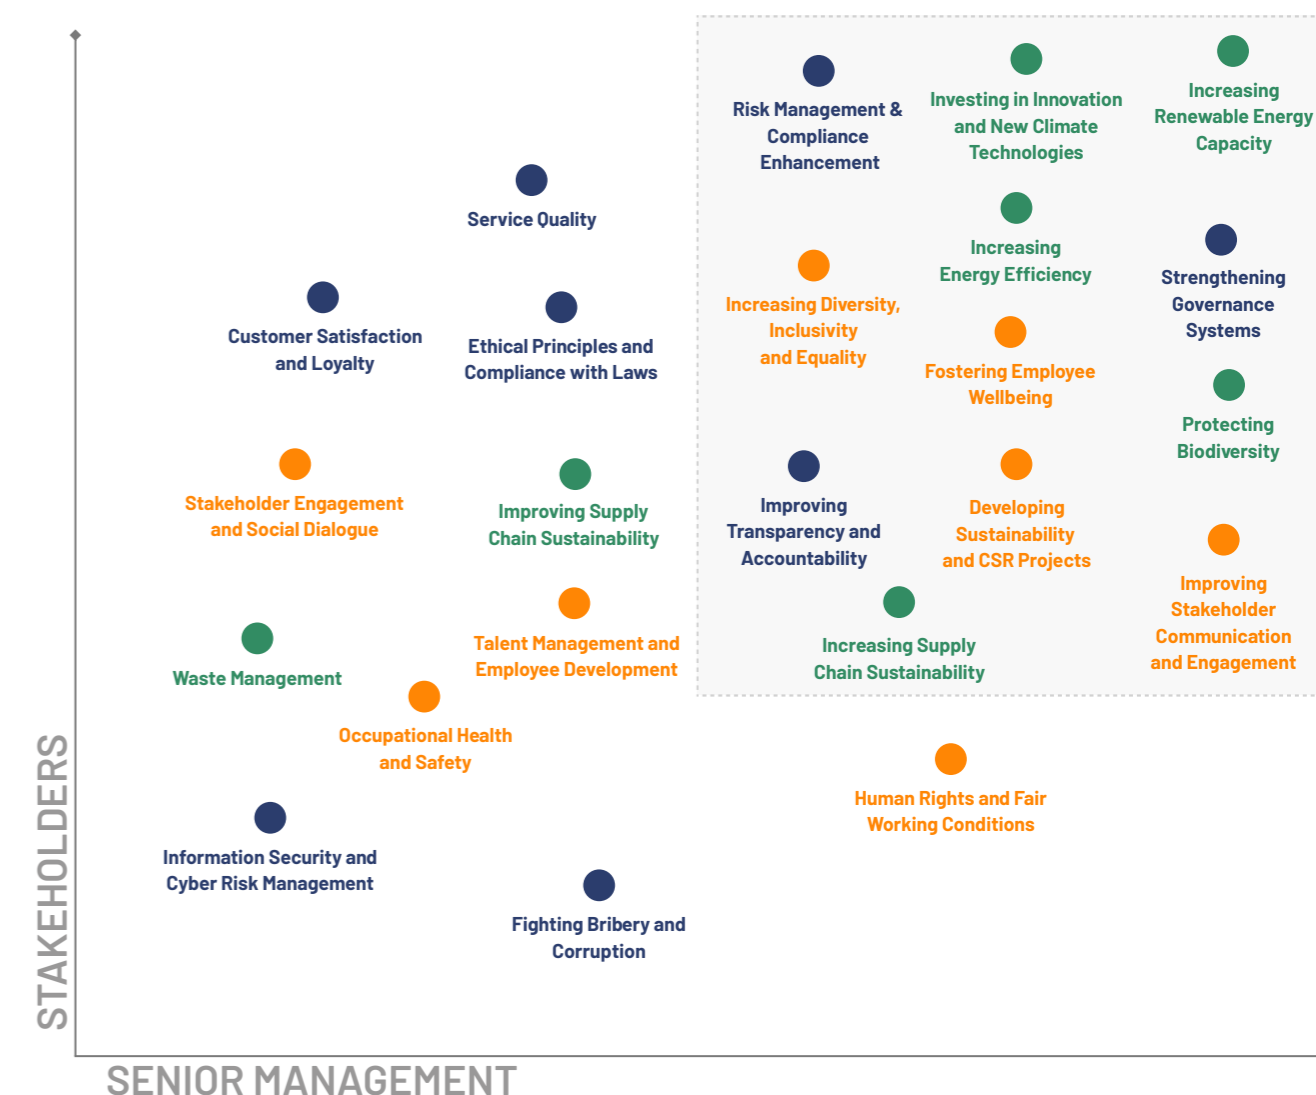 Risk Management &
Compliance
Enhancement
Investing in Innovation
and New Climate
Technologies
Increasing
Renewable Energy
Capacity
Service Quality
Increasing
Energy Efficiency
Strengthening
Governance
Systems
Increasing Diversity,
Inclusivity
and Equality
Customer Satisfaction
and Loyalty
Ethical Principles and
Compliance with Laws
Fostering Employee
Wellbeing
Protecting
Biodiversity
Stakeholder Engagement
and Social Dialogue
Improving Supply
Chain Sustainability
Improving
Transparency and
Accountability
Developing
Sustainability
and CSR Projects
Improving
Stakeholder
Communication
and Engagement
Talent Management and
Employee Development
Increasing Supply
Chain Sustainability
Waste Management
Occupational Health
and Safety
Human Rights and Fair
Working Conditions
Information Security and
Cyber Risk Management
Fighting Bribery and
Corruption
STAKEHOLDERS
SENIOR MANAGEMENT